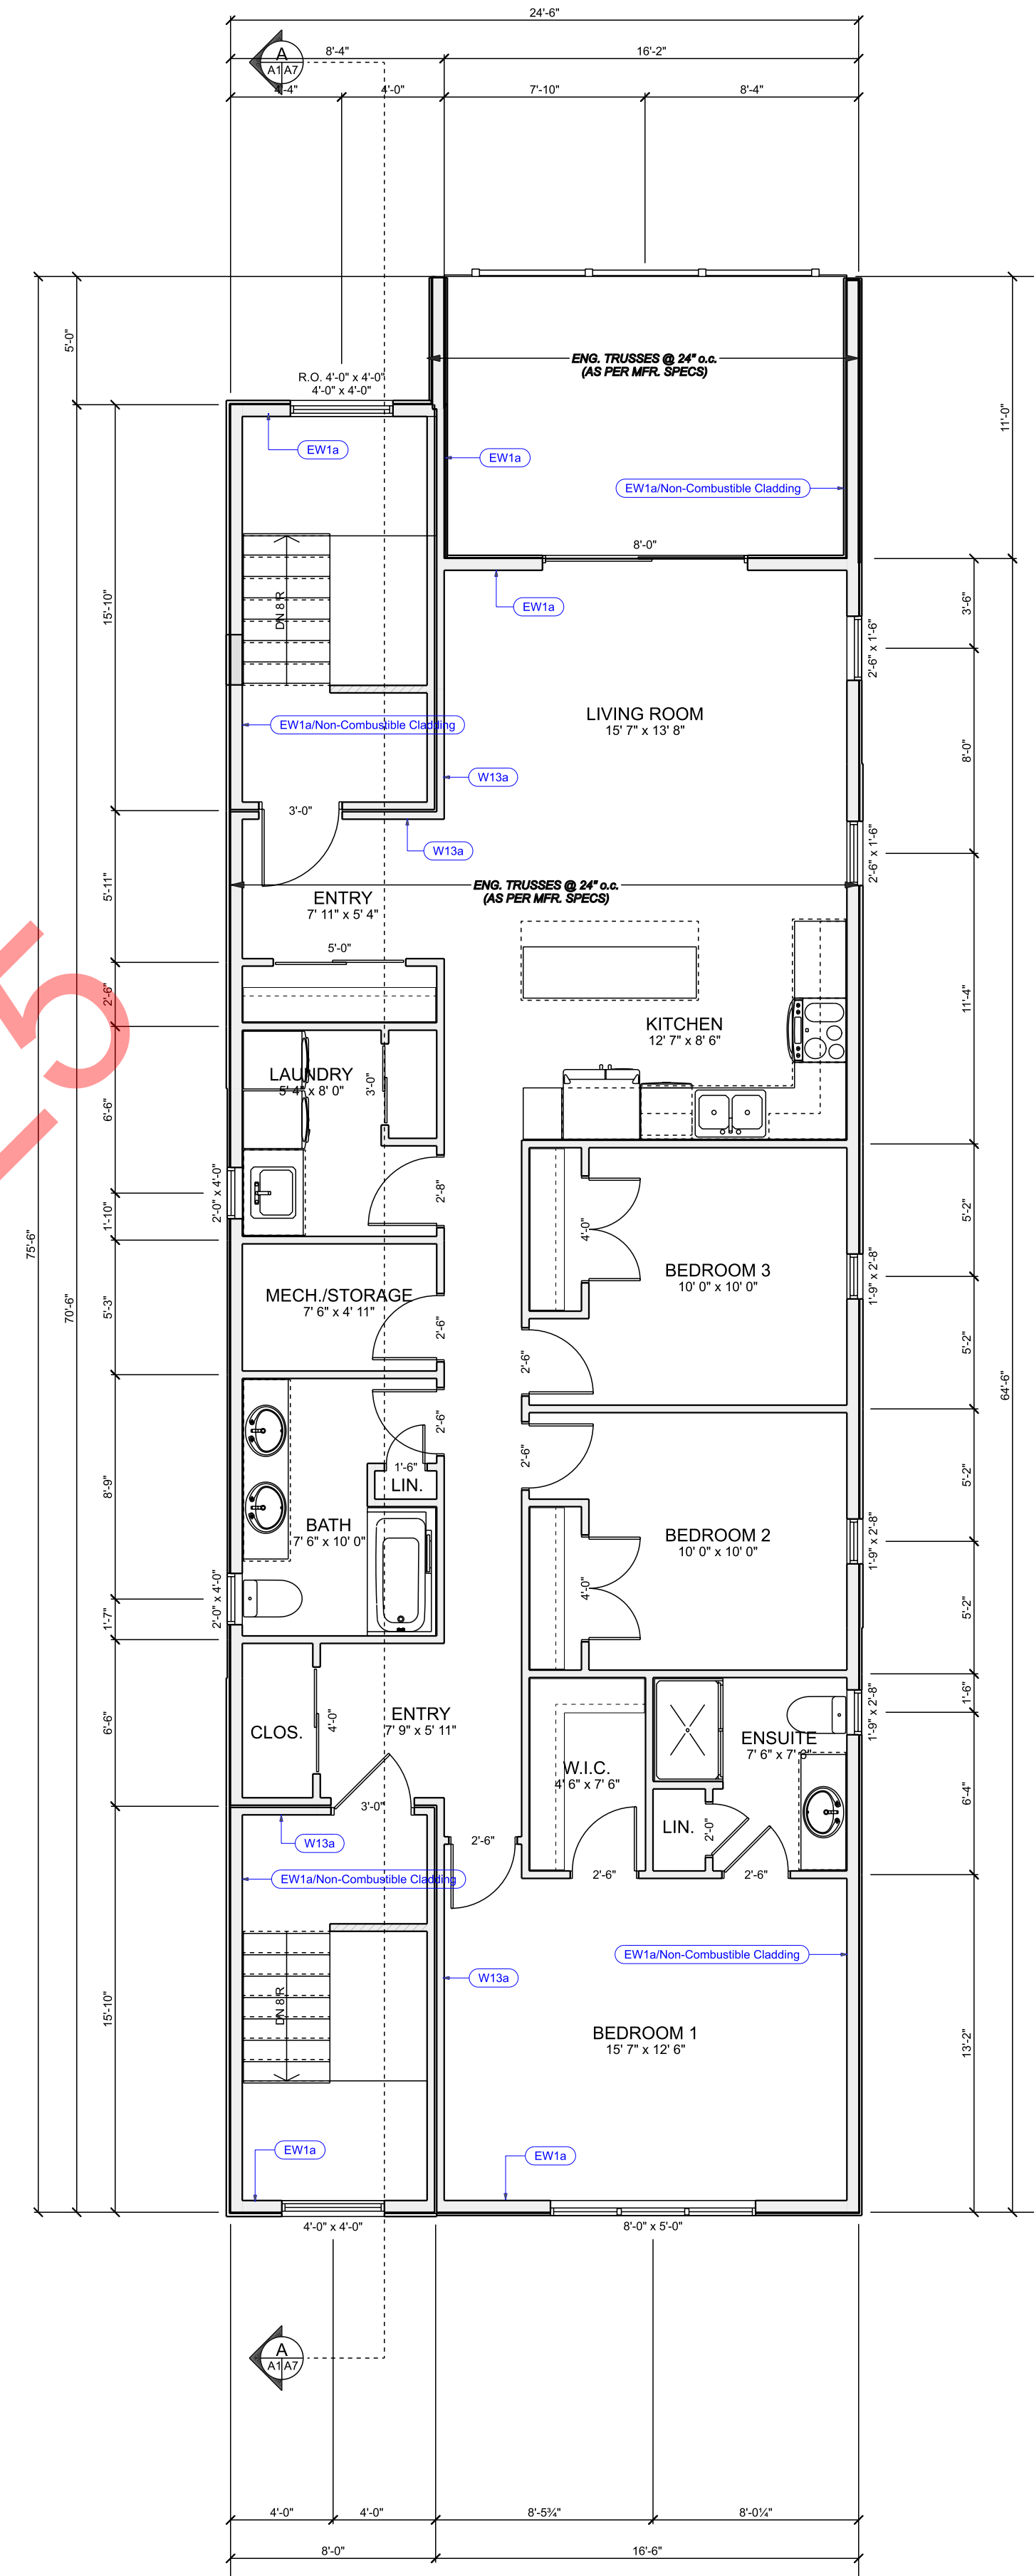 24'-6"
8'-4"
16'-2"
A
A1 A7
4'-4"
4'-0"
7'-10"
8'-4"
5'-0"
ENG. TRUSSES @ 24" o.c.
(AS PER MFR. SPECS)
R.O. 4'-0" x 4'-0"
4'-0" x 4'-0"
11'-0"
EW1a
EW1a
EW1a/Non-Combustible Cladding
8'-0"
15'-10"
DN 8 R
EW1a
3'-6"
2'-6" x 1'-6"
LIVING ROOM
15' 7" x 13' 8"
EW1a/Non-Combustible Cladding
8'-0"
W13a
3'-0"
W13a
2'-6" x 1'-6"
5'-11"
ENTRY
7' 11" x 5' 4"
ENG. TRUSSES @ 24" o.c.
(AS PER MFR. SPECS)
5'-0"
2'-6"
5
11'-4"
KITCHEN
12' 7" x 8' 6"
LAUNDRY
5' 4" x 8' 0"
3'-0"
6'-6"
2'-0" x 4'-0"
2'-8"
1'-10"
4'-0"
5'-2"
75'-6"
70'-6"
BEDROOM 3
10' 0" x 10' 0"
1'-9" x 2'-8"
MECH./STORAGE
7' 6" x 4' 11"
5'-3"
2'-6"
2'-6"
5'-2"
64'-6"
2'-6"
2'-6"
8'-9"
1'-6"
LIN.
5'-2"
BATH
7' 6" x 10' 0"
BEDROOM 2
10' 0" x 10' 0"
1'-9" x 2'-8"
2'-0" x 4'-0"
4'-0"
1'-7"
5'-2"
6'-6"
CLOS.
4'-0"
ENTRY
7' 9" x 5' 11"
1'-6"
1'-9" x 2'-8"
ENSUITE
7' 6" x 7' 6"
W.I.C.
4' 6" x 7' 6"
3'-0"
LIN.
2'-0"
6'-4"
W13a
2'-6"
2'-6"
2'-6"
EW1a/Non-Combustible Cladding
EW1a/Non-Combustible Cladding
W13a
15'-10"
DN 8 R
BEDROOM 1
15' 7" x 12' 6"
13'-2"
EW1a
EW1a
4'-0" x 4'-0"
8'-0" x 5'-0"
A
A1 A7
4'-0"
4'-0"
8'-5¾"
8'-0¼"
8'-0"
16'-6"